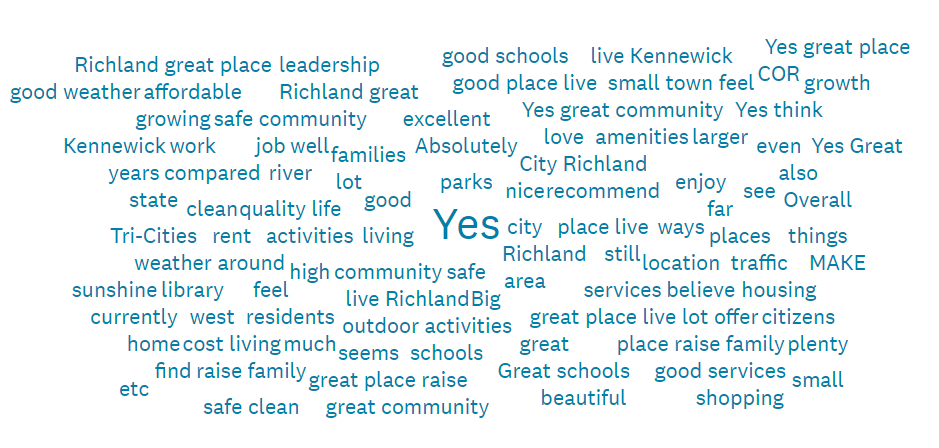 Yes great place
good schools live Kennewick
Richland great place leadership
COR
good place live small town feel growth
good weather affordable Richland great
Yes great community Yes think
growing safe community excellent
love amenities larger
Kennewick work job well Absolutely even Yes Great
families
City Richland
years compared river also
lot parks nice recommend enjoy see
state good Overall
clean quality life far
Yes
city place live ways
Tri-Cities rent activities living places things
Richland still
weather around location traffic MAKE
high community safe
area
sunshine library feel services believe housing
live Richland Big
currently west residents great place live lot offer citizens
outdoor activities
home cost living much great place raise family plenty
seems schools
find raise family Great schools good services
great place raise small
etc
beautiful shopping
safe clean great community